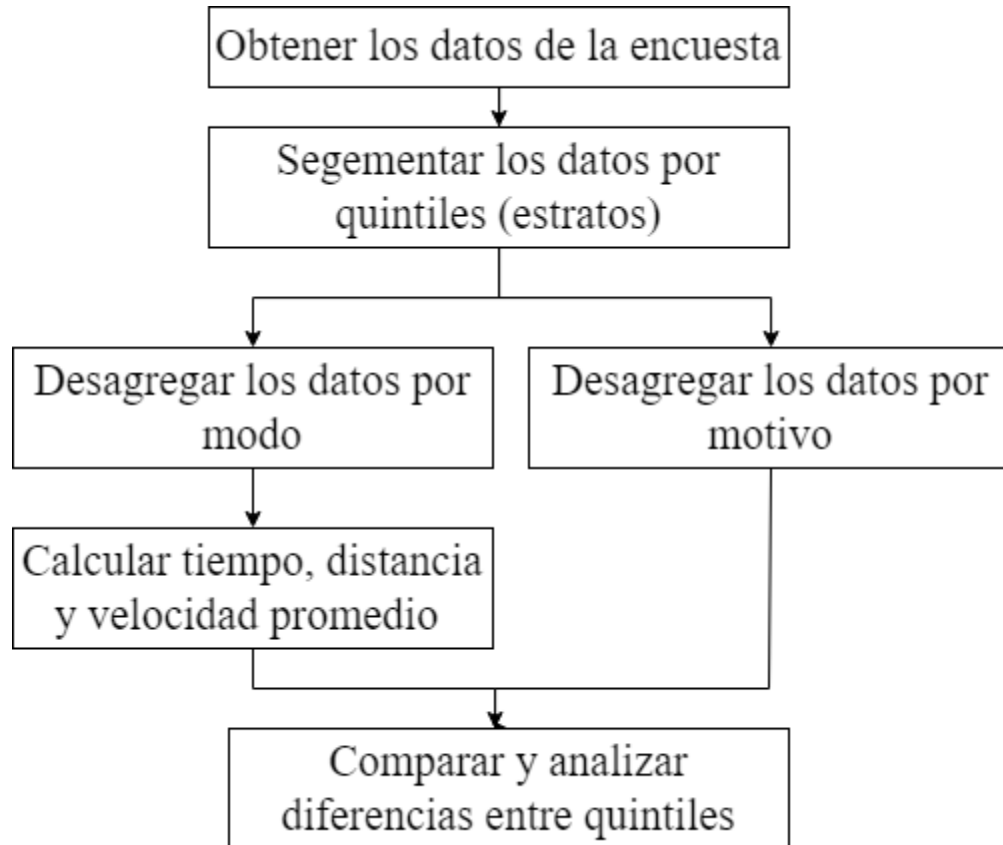 Obtener los datos de la encuesta
Segementar los datos por
quintiles (estratos)
Desagregar los datos por
modo
Desagregar los datos por
motivo
Calcular tiempo, distancia
y velocidad promedio
Comparar y analizar
diferencias entre quintiles